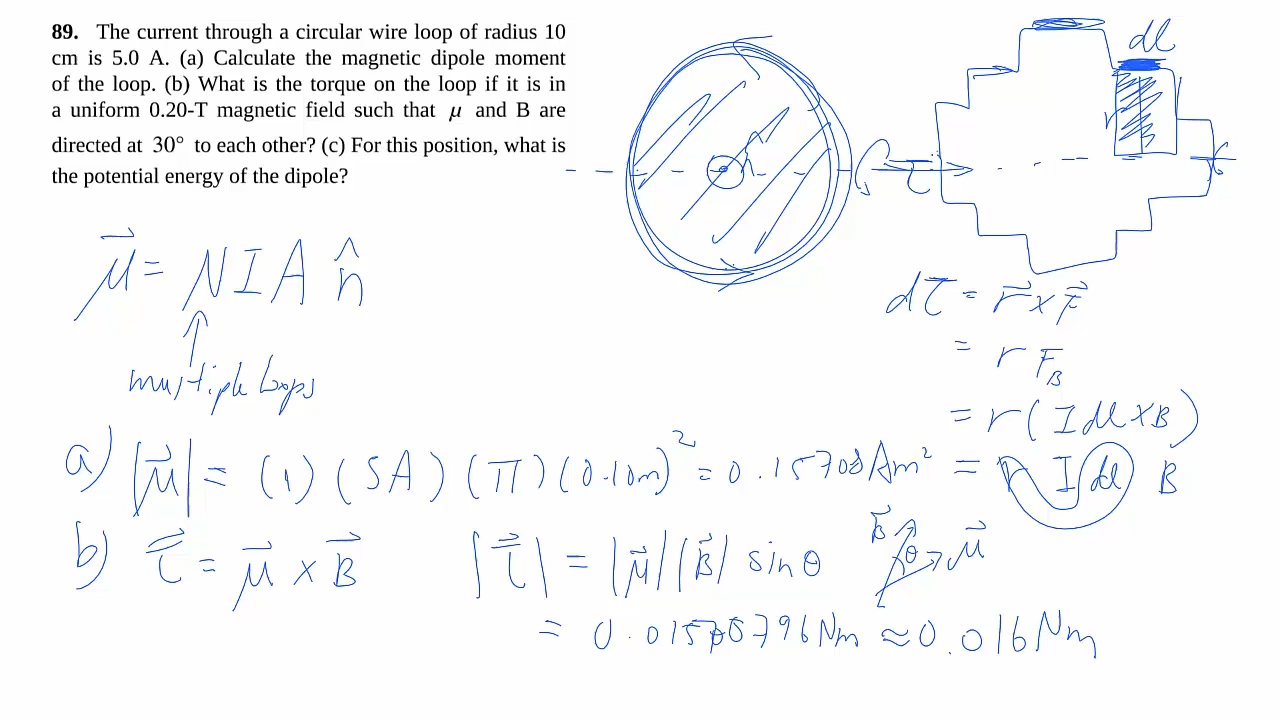 89. The current through a circular wire loop of radius 10
cm is 5.0 A. (a) Calculate the magnetic dipole moment
of the loop. (b) What is the torque on the loop if it is in
a uniform 0.20-T magnetic field such that μ and B are
directed at 30° to each other? (c) For this position, what is
the potential energy of the dipole?
dl
r
n
τ
μ⃗ = N I A n̂
multiple loops
dτ = r⃗ × F⃗
= r F_B
= r ( I dl × B )
= r I dl B
a) |μ⃗| = (1) (5A) (π) (0.10m)² = 0.15708 Am²
b) τ⃗ = μ⃗ × B⃗
|τ⃗| = |μ⃗| |B⃗| sin θ
B⃗ θ μ⃗
= 0.015705796 Nm ≈ 0.016 Nm